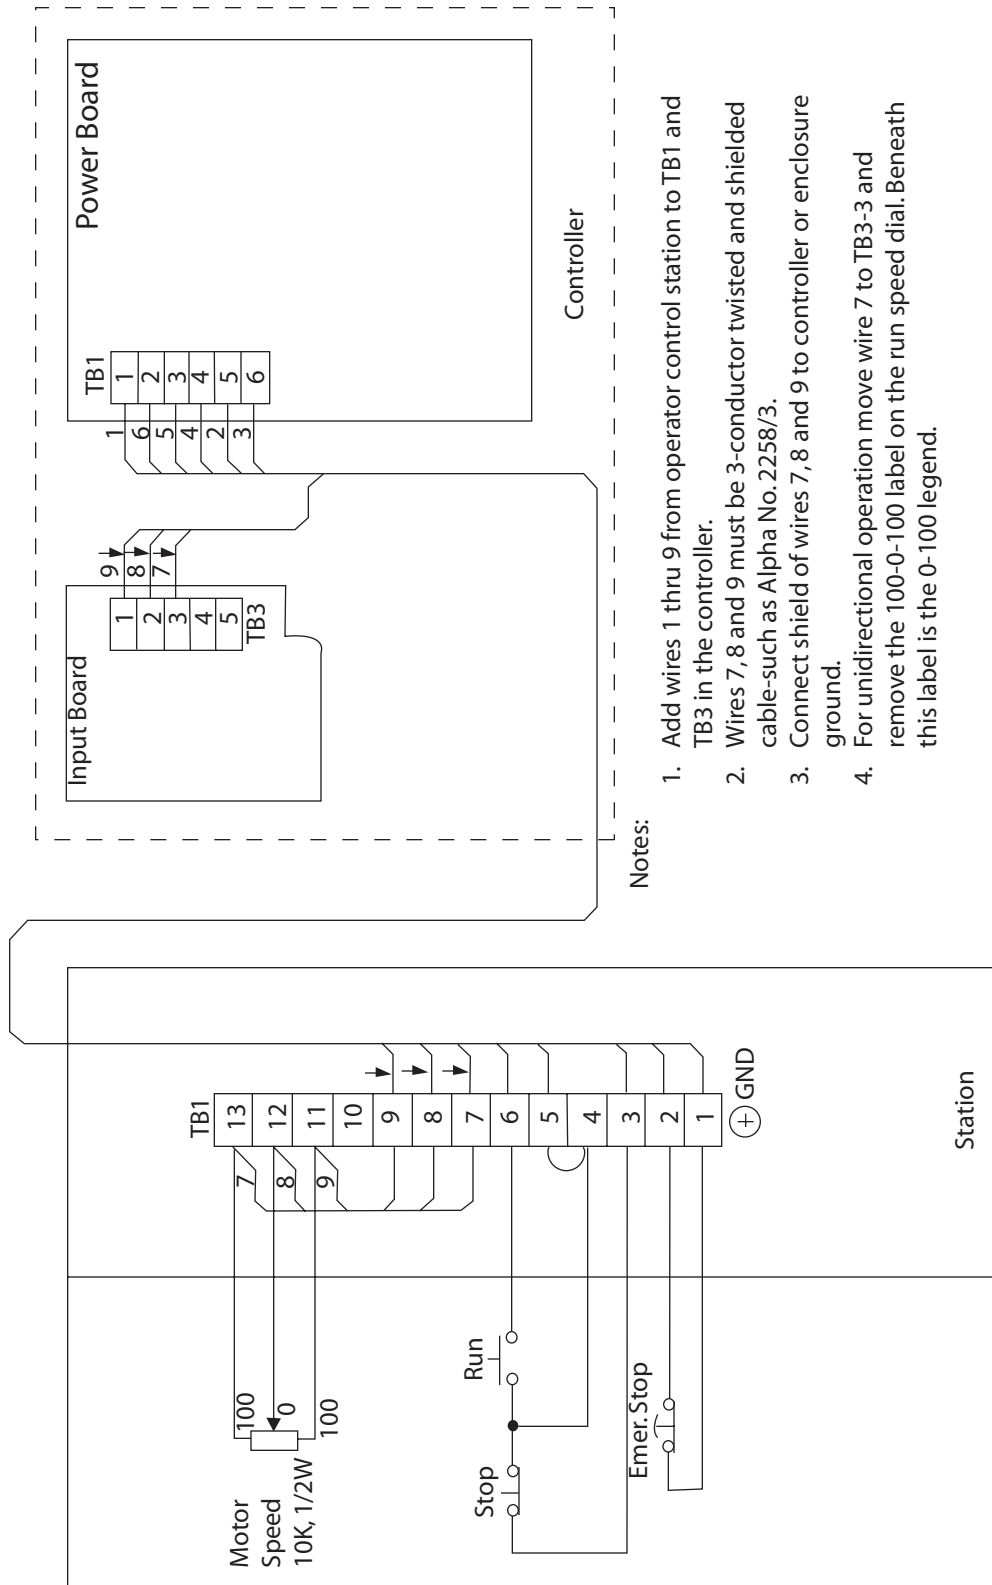 Motor
Speed
10K, 1/2W
100
0
100
Stop
Run
Emer. Stop
7
8
9
TB1
13
12
11
10
9
8
7
6
5
4
3
2
1
GND
Station
Input Board
1
2
3
4
5
TB3
9
8
7
Power Board
TB1
1
2
3
4
5
6
1
6
5
4
2
3
Controller
Notes:
1. Add wires 1 thru 9 from operator control station to TB1 and
TB3 in the controller.
2. Wires 7, 8 and 9 must be 3-conductor twisted and shielded
cable-such as Alpha No. 2258/3.
3. Connect shield of wires 7, 8 and 9 to controller or enclosure
ground.
4. For unidirectional operation move wire 7 to TB3-3 and
remove the 100-0-100 label on the run speed dial. Beneath
this label is the 0-100 legend.